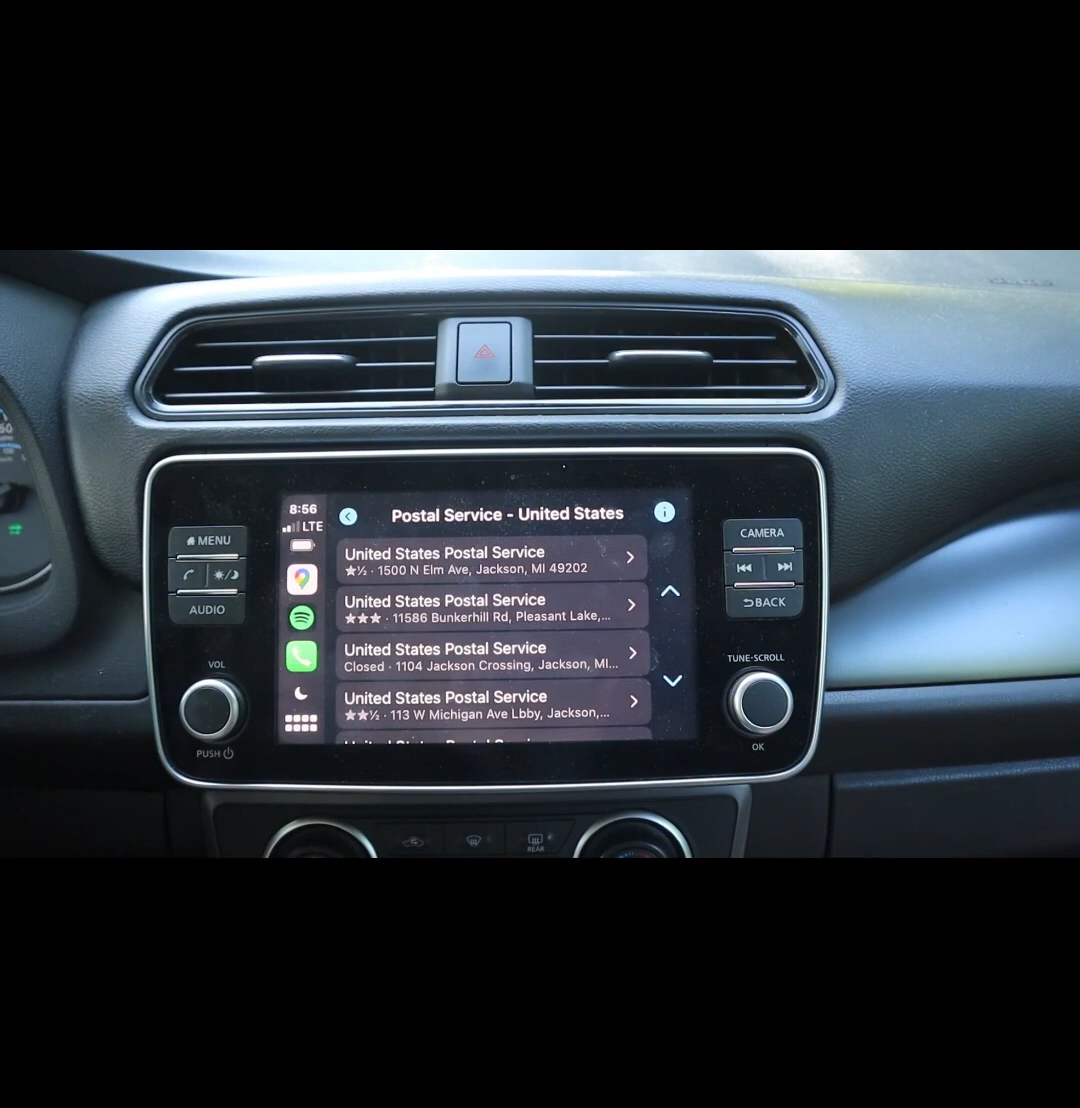 8:56
LTE
Postal Service - United States
United States Postal Service
★½ · 1500 N Elm Ave, Jackson, MI 49202
United States Postal Service
★★★ · 11586 Bunkerhill Rd, Pleasant Lake,...
United States Postal Service
Closed · 1104 Jackson Crossing, Jackson, MI...
United States Postal Service
★★½ · 113 W Michigan Ave Lbby, Jackson,...
MENU
AUDIO
VOL
PUSH
CAMERA
BACK
TUNE·SCROLL
OK
REAR